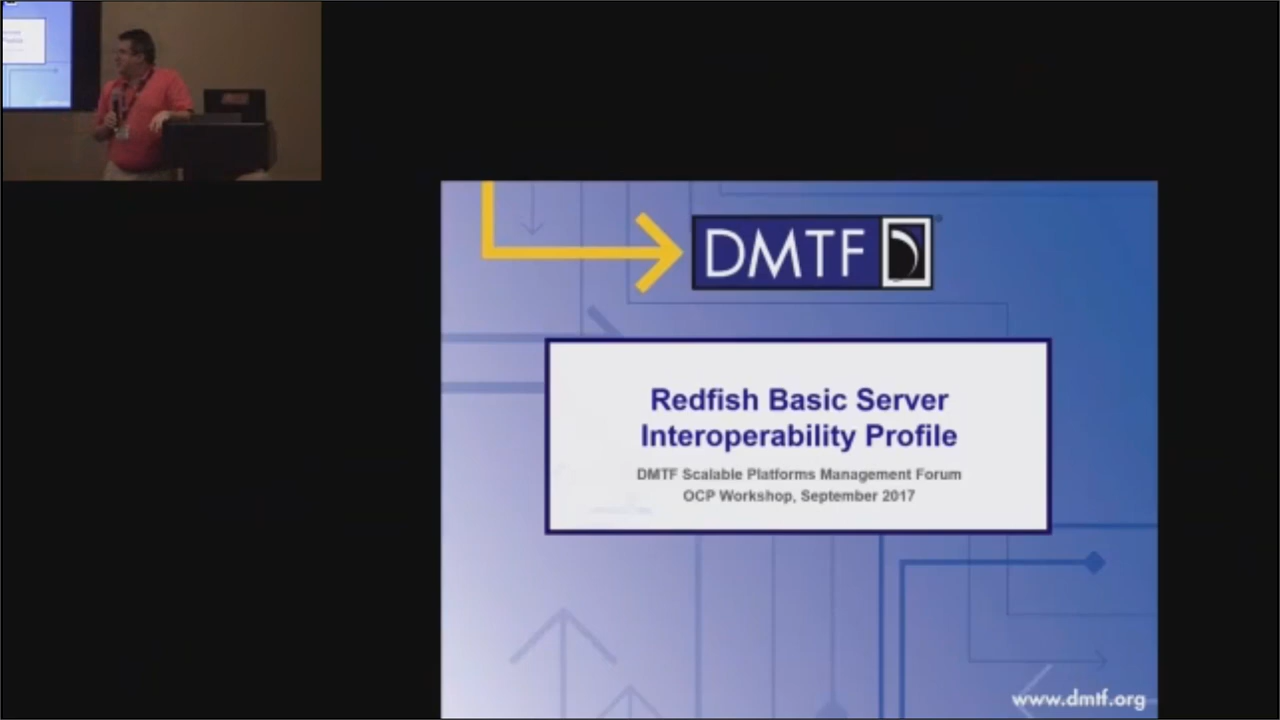 DMTF
Redfish Basic Server
Interoperability Profile
DMTF Scalable Platforms Management Forum
OCP Workshop, September 2017
www.dmtf.org